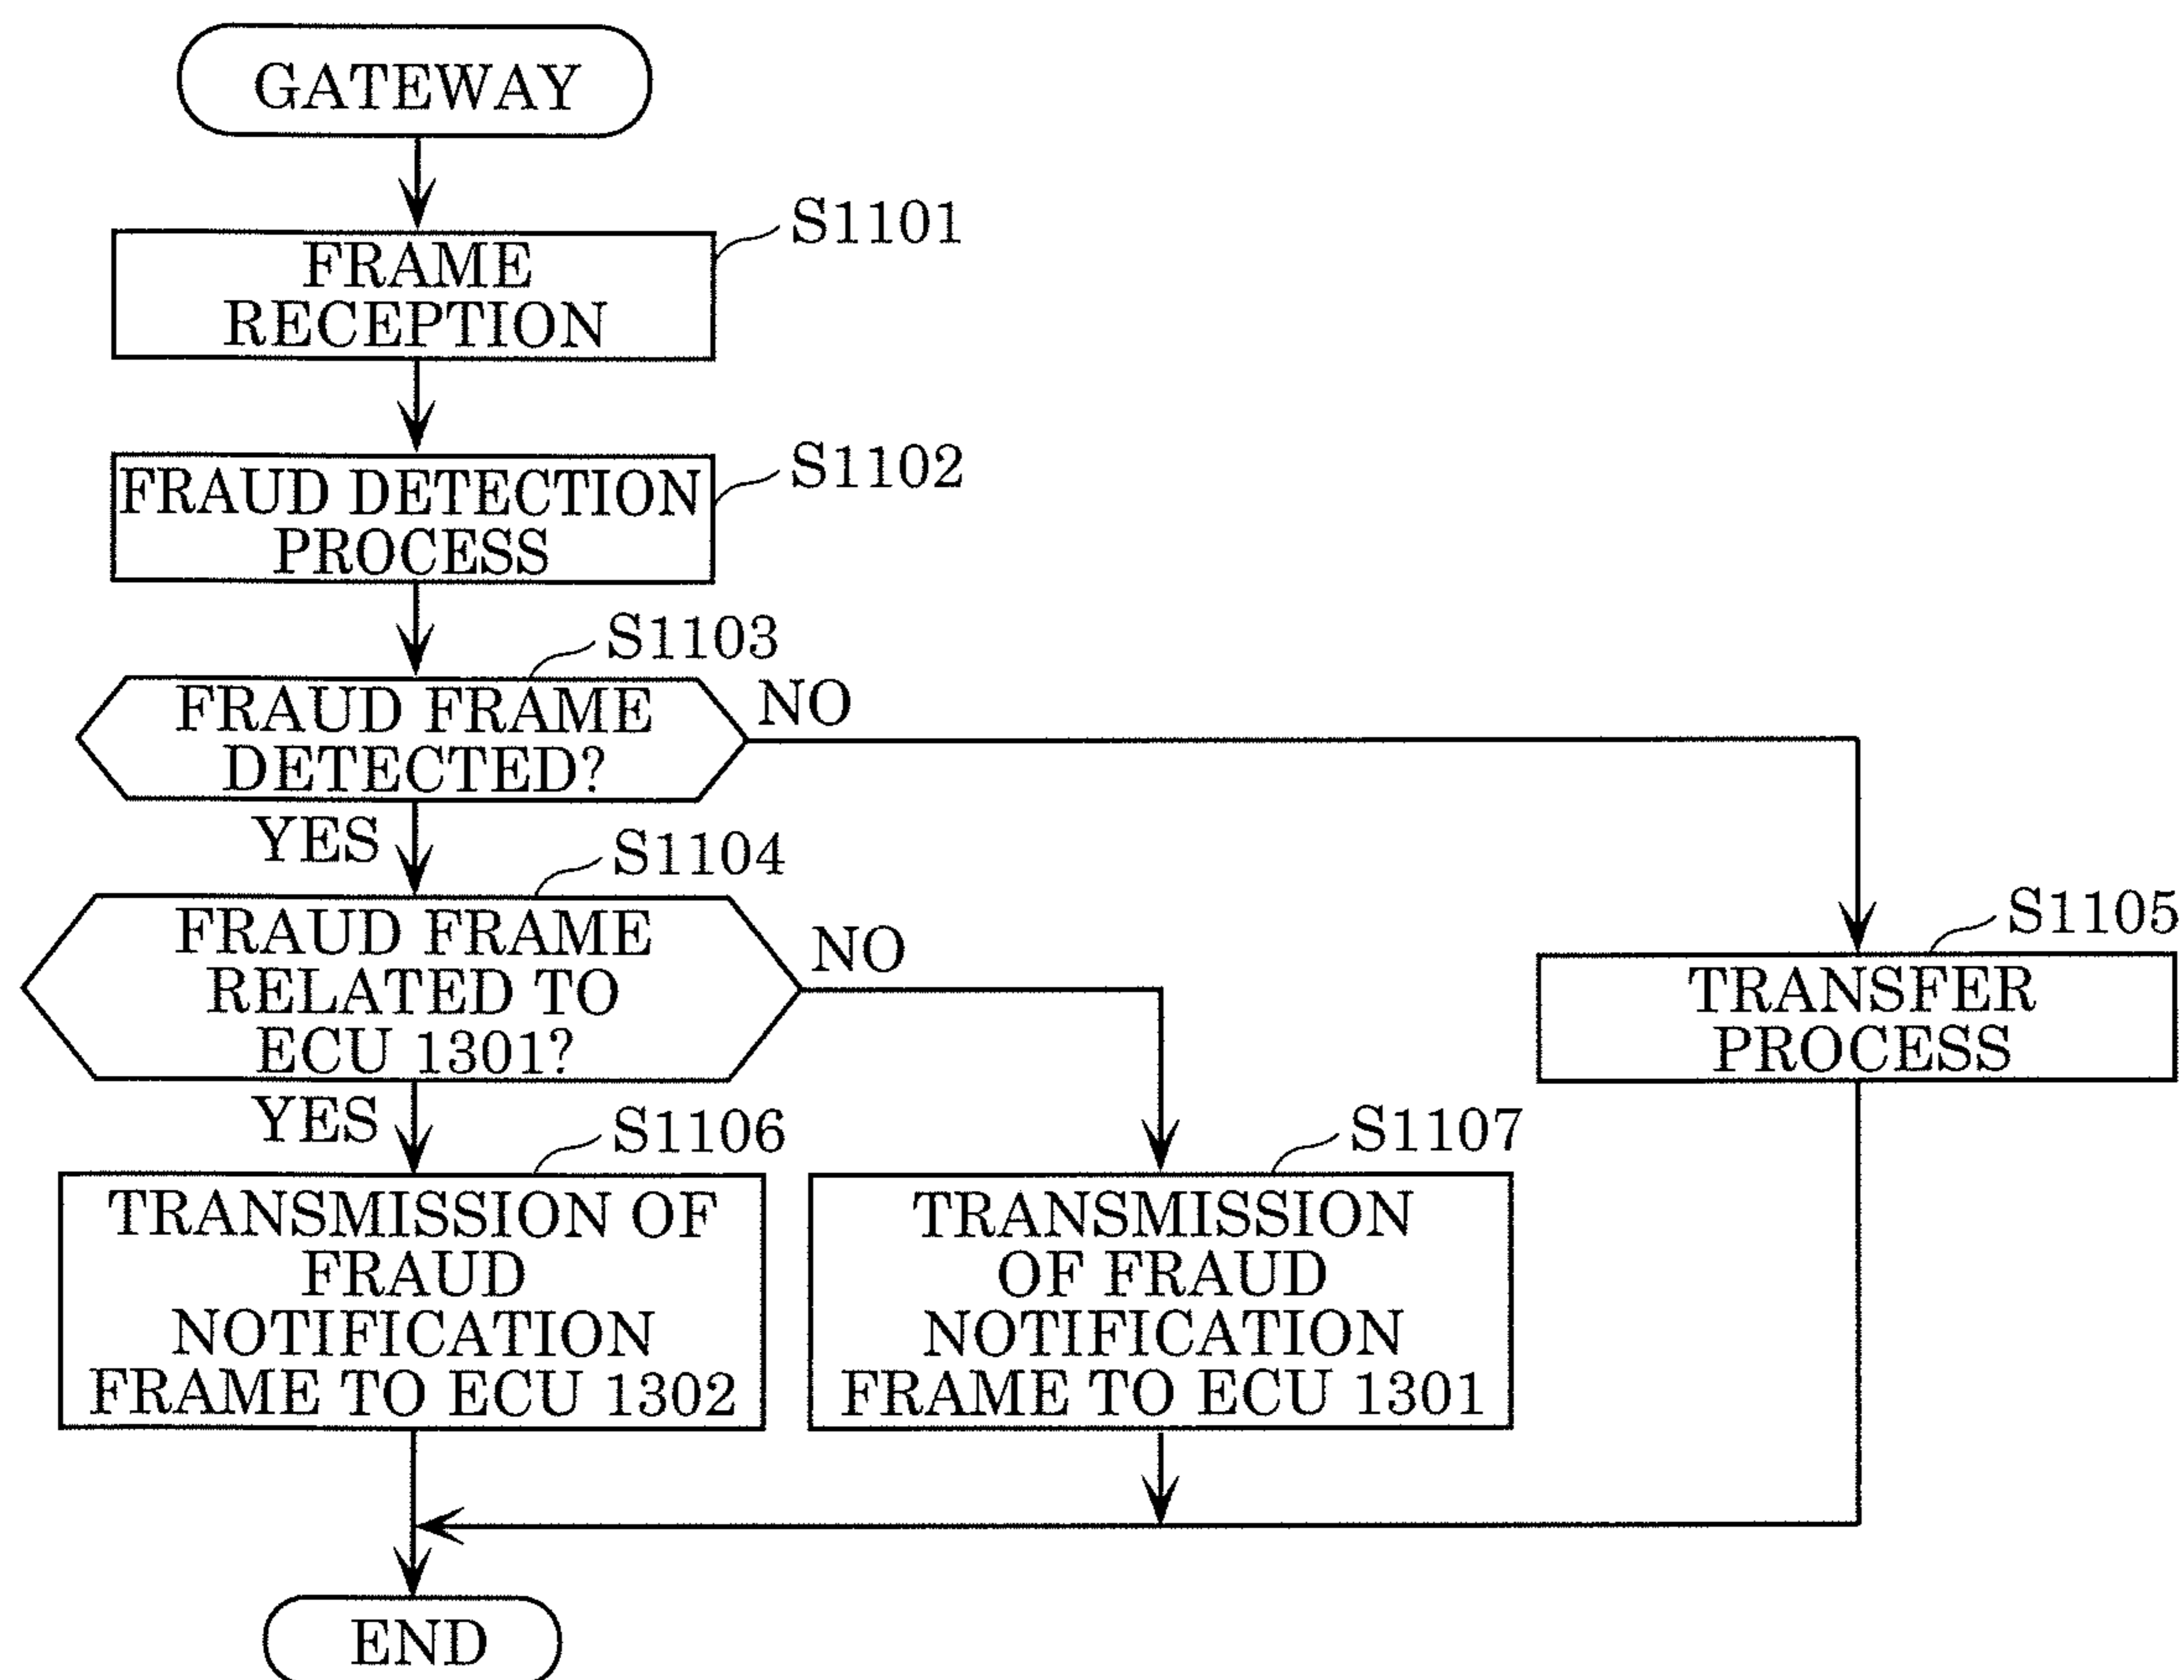 GATEWAY
S1101
FRAME
RECEPTION
S1102
FRAUD DETECTION
PROCESS
S1103
FRAUD FRAME
DETECTED?
NO
YES
S1104
FRAUD FRAME
RELATED TO
ECU 1301?
NO
S1105
TRANSFER
PROCESS
YES
S1106
TRANSMISSION OF
FRAUD
NOTIFICATION
FRAME TO ECU 1302
S1107
TRANSMISSION
OF FRAUD
NOTIFICATION
FRAME TO ECU 1301
END